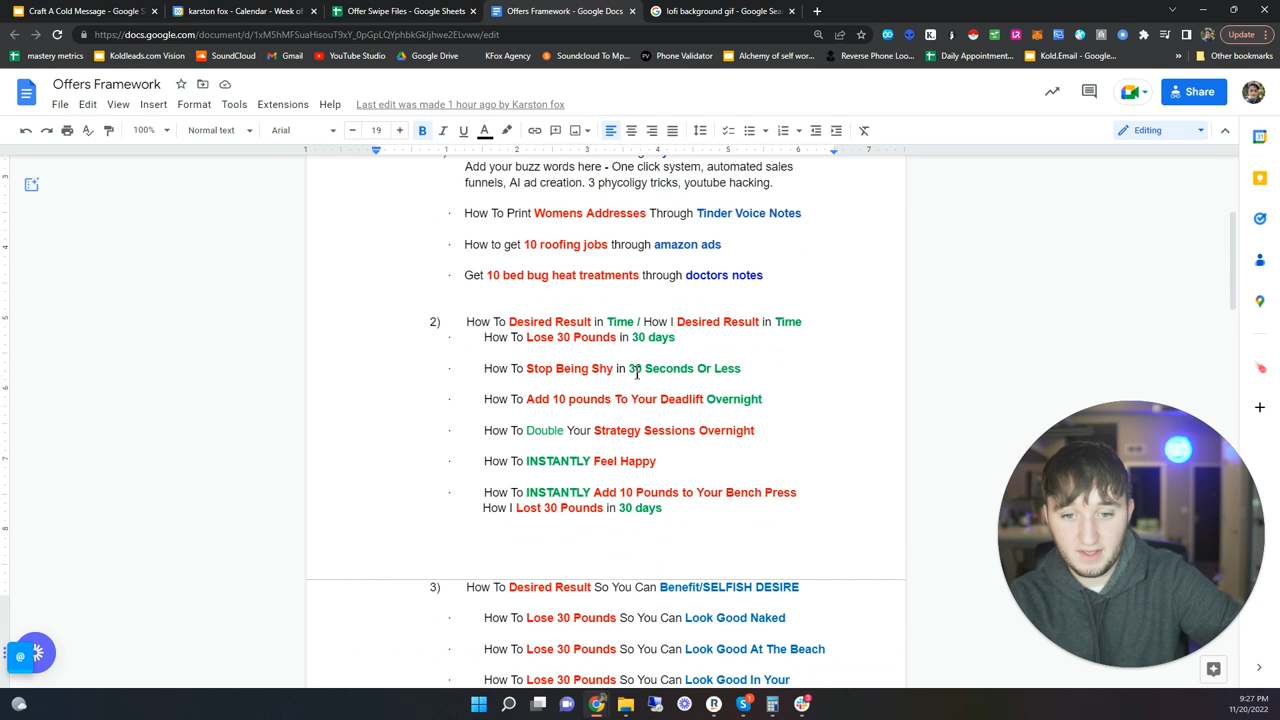 Craft A Cold Message - Google S
karston fox - Calendar - Week of
Offer Swipe Files - Google Sheets
Offers Framework - Google Docs
lofi background gif - Google Sea
docs.google.com/document/d/1xM5hMFSuaHisouT9xY_0pGpLQYphbkGkIjhwe2ELvww/edit
Update
mastery metrics
Koldleads.com Vision
SoundCloud
Gmail
YouTube Studio
Google Drive
KFox Agency
Soundcloud To Mp...
Phone Validator
Alchemy of self wor...
Reverse Phone Loo...
Daily Appointment...
Kold.Email - Google...
Other bookmarks
Offers Framework
File Edit View Insert Format Tools Extensions Help Last edit was made 1 hour ago by Karston fox
Share
100% Normal text Arial 19 Editing
1 1 2 3 4 5 6 7
Add your buzz words here - One click system, automated sales
funnels, AI ad creation. 3 phycoligy tricks, youtube hacking.
· How To Print Womens Addresses Through Tinder Voice Notes
· How to get 10 roofing jobs through amazon ads
· Get 10 bed bug heat treatments through doctors notes
2) How To Desired Result in Time / How I Desired Result in Time
· How To Lose 30 Pounds in 30 days
· How To Stop Being Shy in 30 Seconds Or Less
· How To Add 10 pounds To Your Deadlift Overnight
· How To Double Your Strategy Sessions Overnight
· How To INSTANTLY Feel Happy
· How To INSTANTLY Add 10 Pounds to Your Bench Press
How I Lost 30 Pounds in 30 days
3) How To Desired Result So You Can Benefit/SELFISH DESIRE
· How To Lose 30 Pounds So You Can Look Good Naked
· How To Lose 30 Pounds So You Can Look Good At The Beach
· How To Lose 30 Pounds So You Can Look Good In Your
9:27 PM
11/20/2022